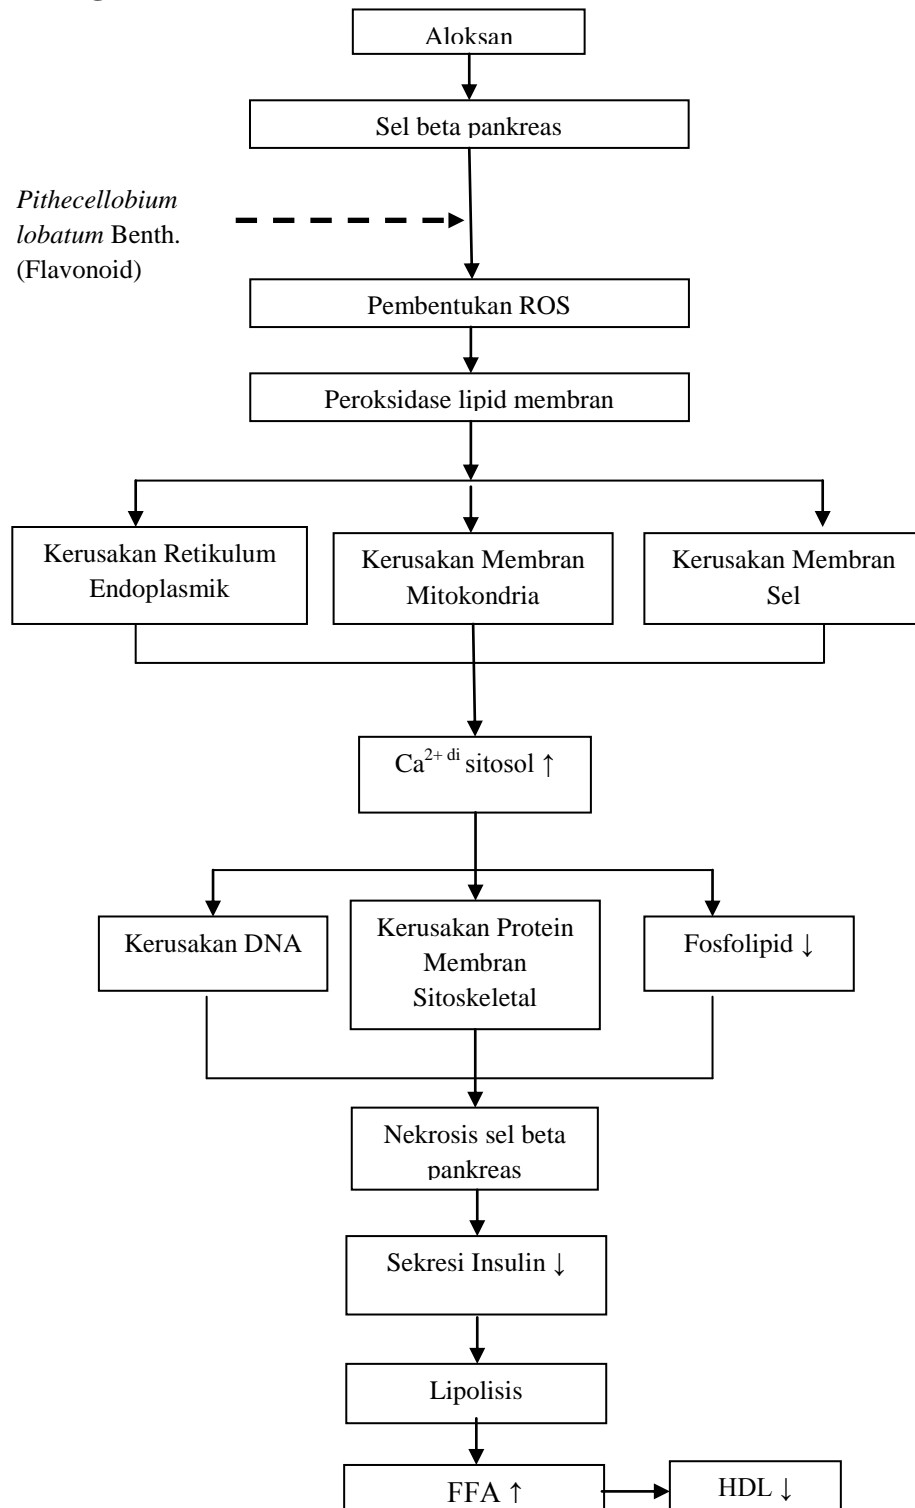 Aloksan
Sel beta pankreas
Pithecellobium
lobatum Benth.
(Flavonoid)
Pembentukan ROS
Peroksidase lipid membran
Kerusakan Retikulum
Endoplasmik
Kerusakan Membran
Mitokondria
Kerusakan Membran
Sel
Ca²⁺ ᵈⁱ sitosol ↑
Kerusakan DNA
Kerusakan Protein
Membran
Sitoskeletal
Fosfolipid ↓
Nekrosis sel beta
pankreas
Sekresi Insulin ↓
Lipolisis
FFA ↑
HDL ↓